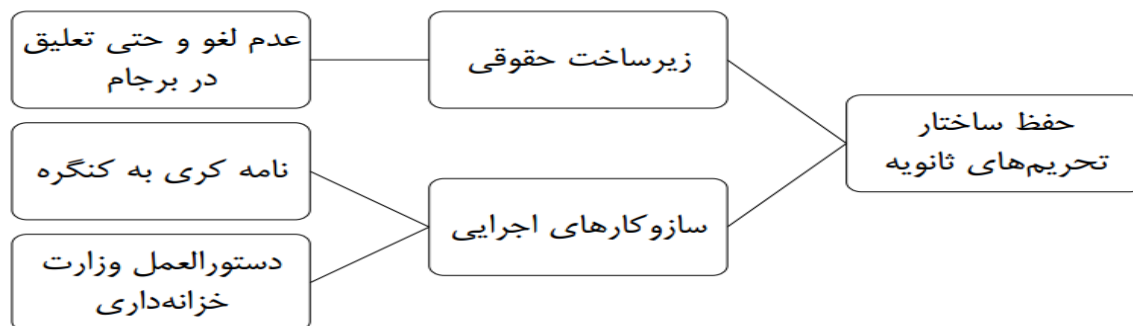 حفظ ساختار
تحریم‌های ثانویه
زیرساخت حقوقی
عدم لغو و حتی تعلیق
در برجام
سازوکارهای اجرایی
نامه کری به کنگره
دستورالعمل وزارت
خزانه‌داری